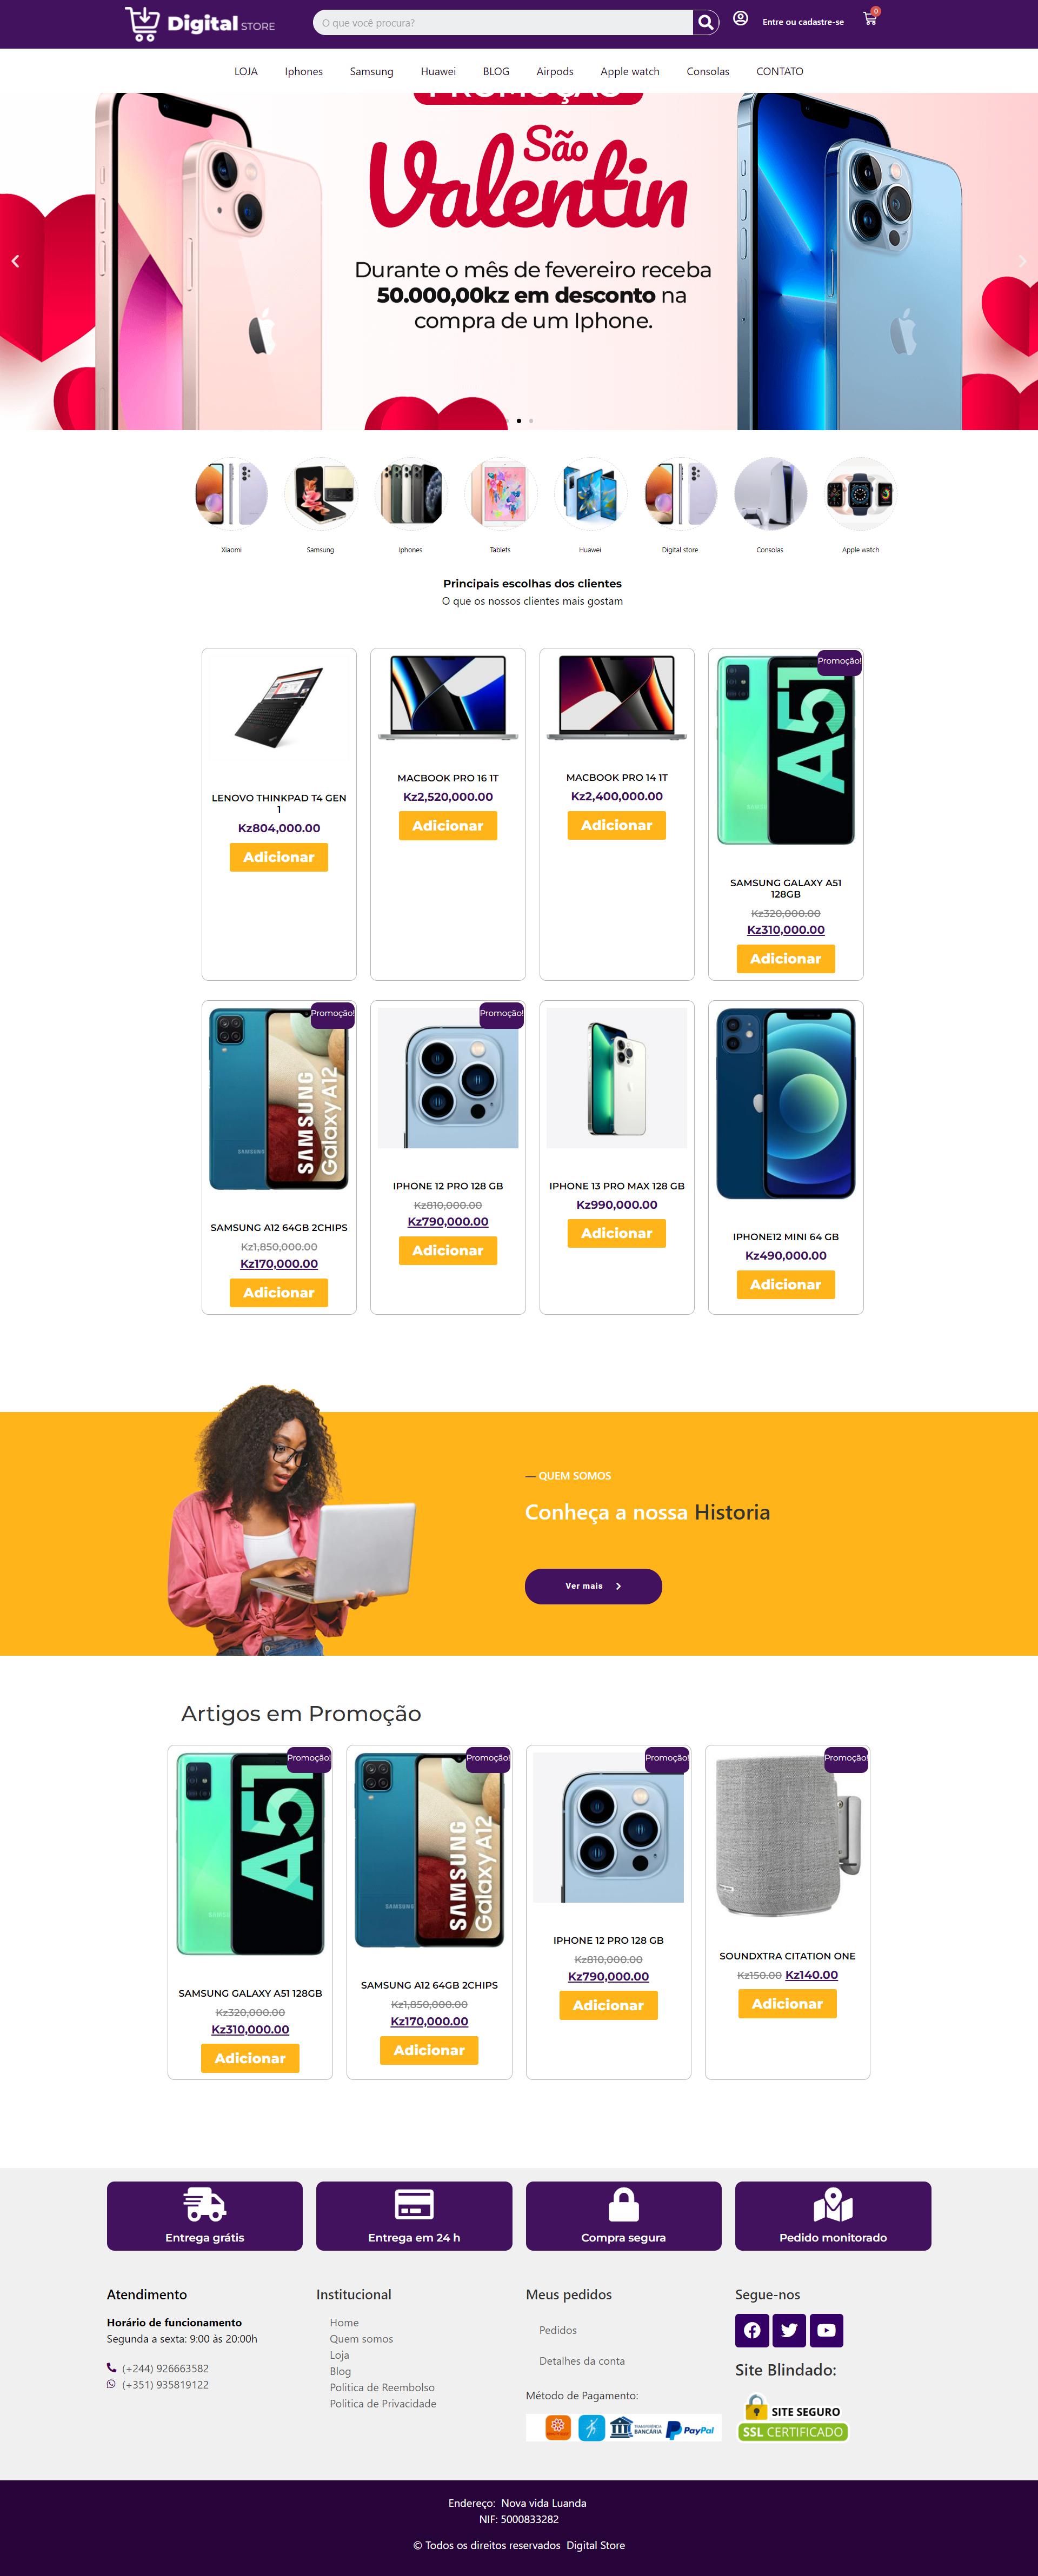 Digital STORE
O que você procura?
Entre ou cadastre-se
0
LOJA Iphones Samsung Huawei BLOG Airpods Apple watch Consolas CONTATO
PROMOÇÃO
São
Valentin
Durante o mês de fevereiro receba
50.000,00kz em desconto na
compra de um Iphone.
Xiaomi Samsung Iphones Tablets Huawei Digital store Consolas Apple watch
Principais escolhas dos clientes
O que os nossos clientes mais gostam
LENOVO THINKPAD T4 GEN
1
Kz804,000.00
Adicionar
MACBOOK PRO 16 1T
Kz2,520,000.00
Adicionar
MACBOOK PRO 14 1T
Kz2,400,000.00
Adicionar
Promoção!
A51
SAMSUNG GALAXY A51
128GB
Kz320,000.00
Kz310,000.00
Adicionar
Promoção!
SAMSUNG
SAMSUNG
Galaxy A12
SAMSUNG A12 64GB 2CHIPS
Kz1,850,000.00
Kz170,000.00
Adicionar
Promoção!
IPHONE 12 PRO 128 GB
Kz810,000.00
Kz790,000.00
Adicionar
IPHONE 13 PRO MAX 128 GB
Kz990,000.00
Adicionar
IPHONE12 MINI 64 GB
Kz490,000.00
Adicionar
— QUEM SOMOS
Conheça a nossa Historia
Ver mais
Artigos em Promoção
Promoção!
A51
SAMSUNG
SAMSUNG GALAXY A51 128GB
Kz320,000.00
Kz310,000.00
Adicionar
Promoção!
SAMSUNG
SAMSUNG
Galaxy A12
SAMSUNG A12 64GB 2CHIPS
Kz1,850,000.00
Kz170,000.00
Adicionar
Promoção!
IPHONE 12 PRO 128 GB
Kz810,000.00
Kz790,000.00
Adicionar
Promoção!
SOUNDXTRA CITATION ONE
Kz150.00 Kz140.00
Adicionar
Entrega grátis
Entrega em 24 h
Compra segura
Pedido monitorado
Atendimento
Horário de funcionamento
Segunda a sexta: 9:00 às 20:00h
(+244) 926663582
(+351) 935819122
Institucional
Home
Quem somos
Loja
Blog
Politica de Reembolso
Politica de Privacidade
Meus pedidos
Pedidos
Detalhes da conta
Método de Pagamento:
TRANSFERÊNCIA
BANCÁRIA
PayPal
Segue-nos
Site Blindado:
SITE SEGURO
SSL CERTIFICADO
Endereço: Nova vida Luanda
NIF: 5000833282
© Todos os direitos reservados Digital Store